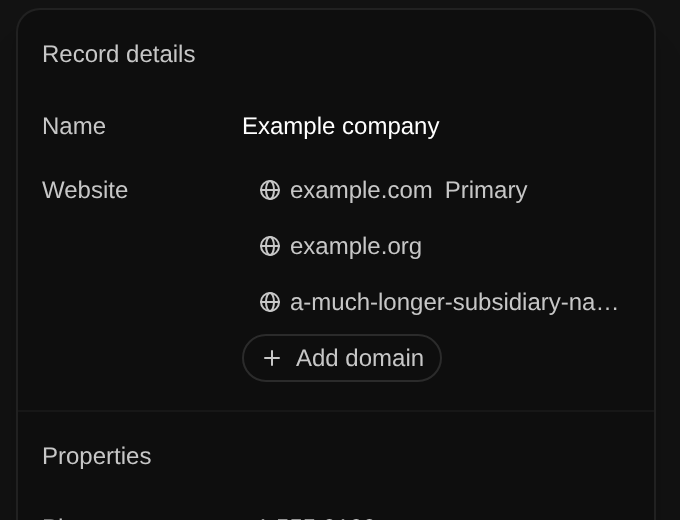 Record details
Name Example company
Website example.com Primary
example.org
a-much-longer-subsidiary-na…
Add domain
Properties